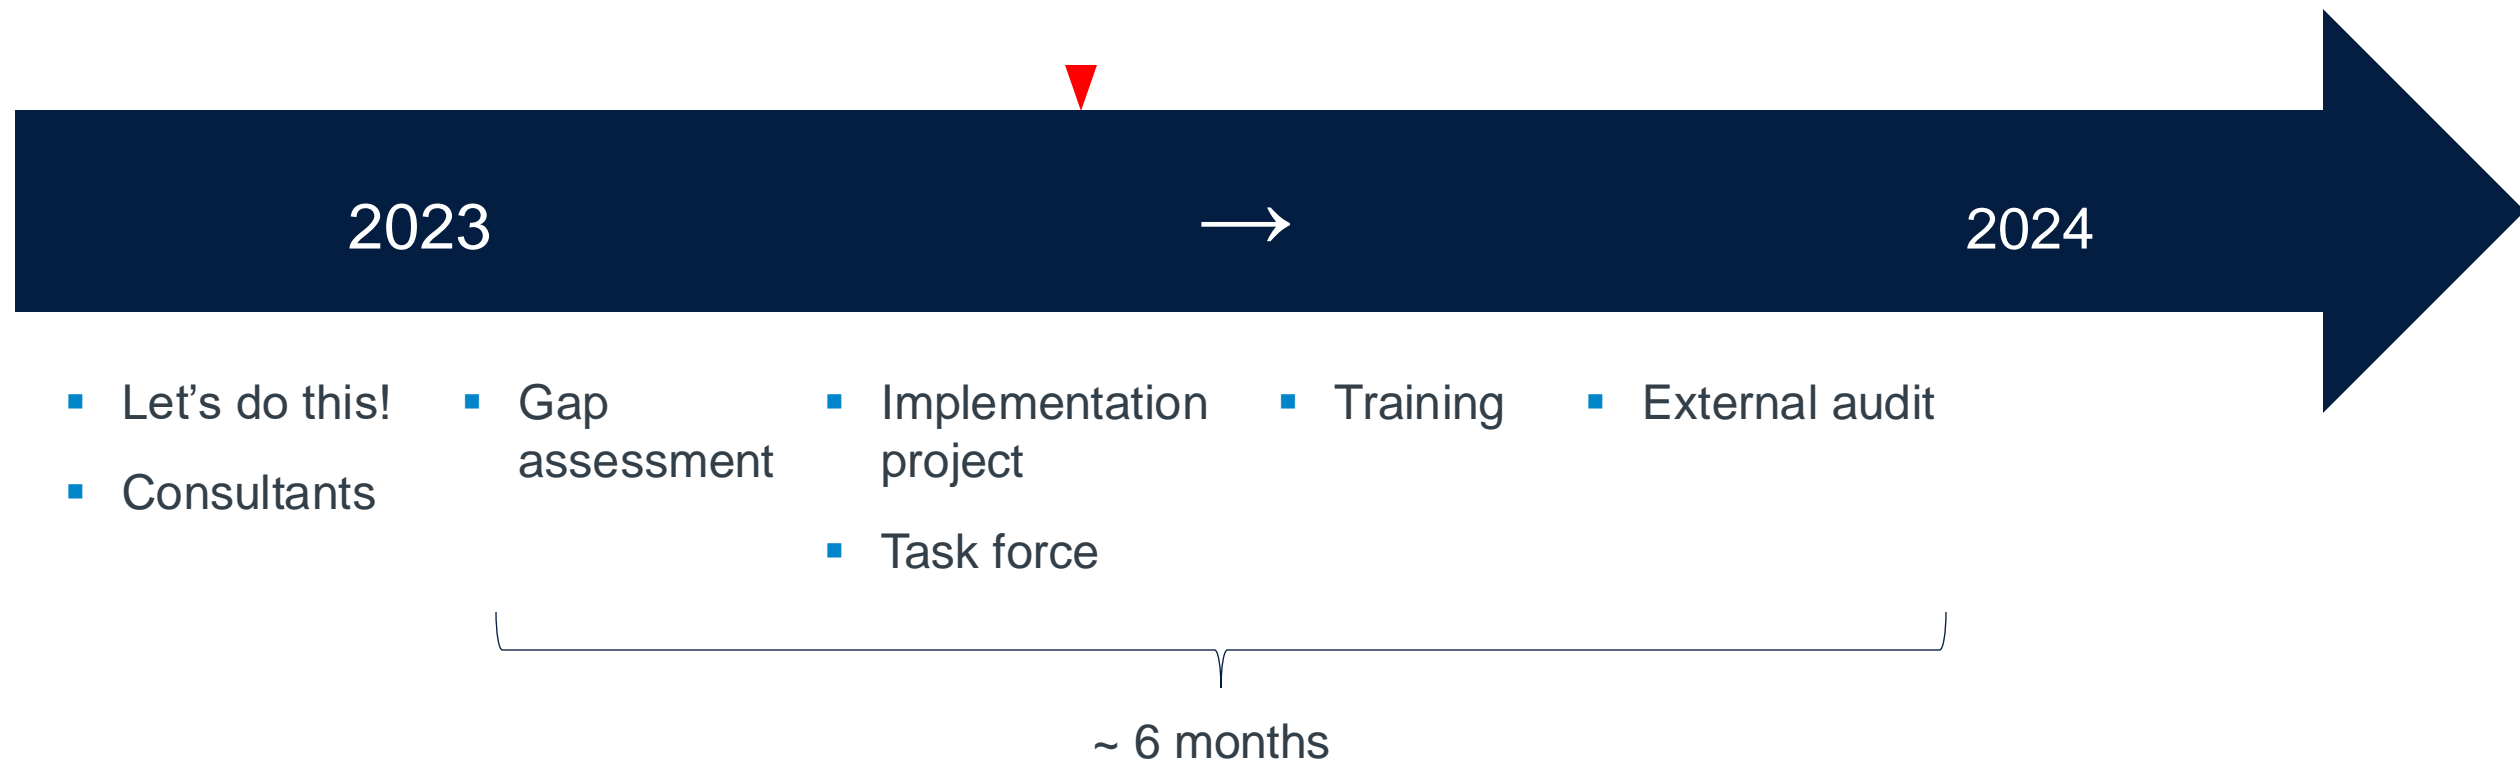 2023 → 2024
▪ Let’s do this!
▪ Consultants
▪ Gap
assessment
▪ Implementation
project
▪ Task force
▪ Training
▪ External audit
~ 6 months